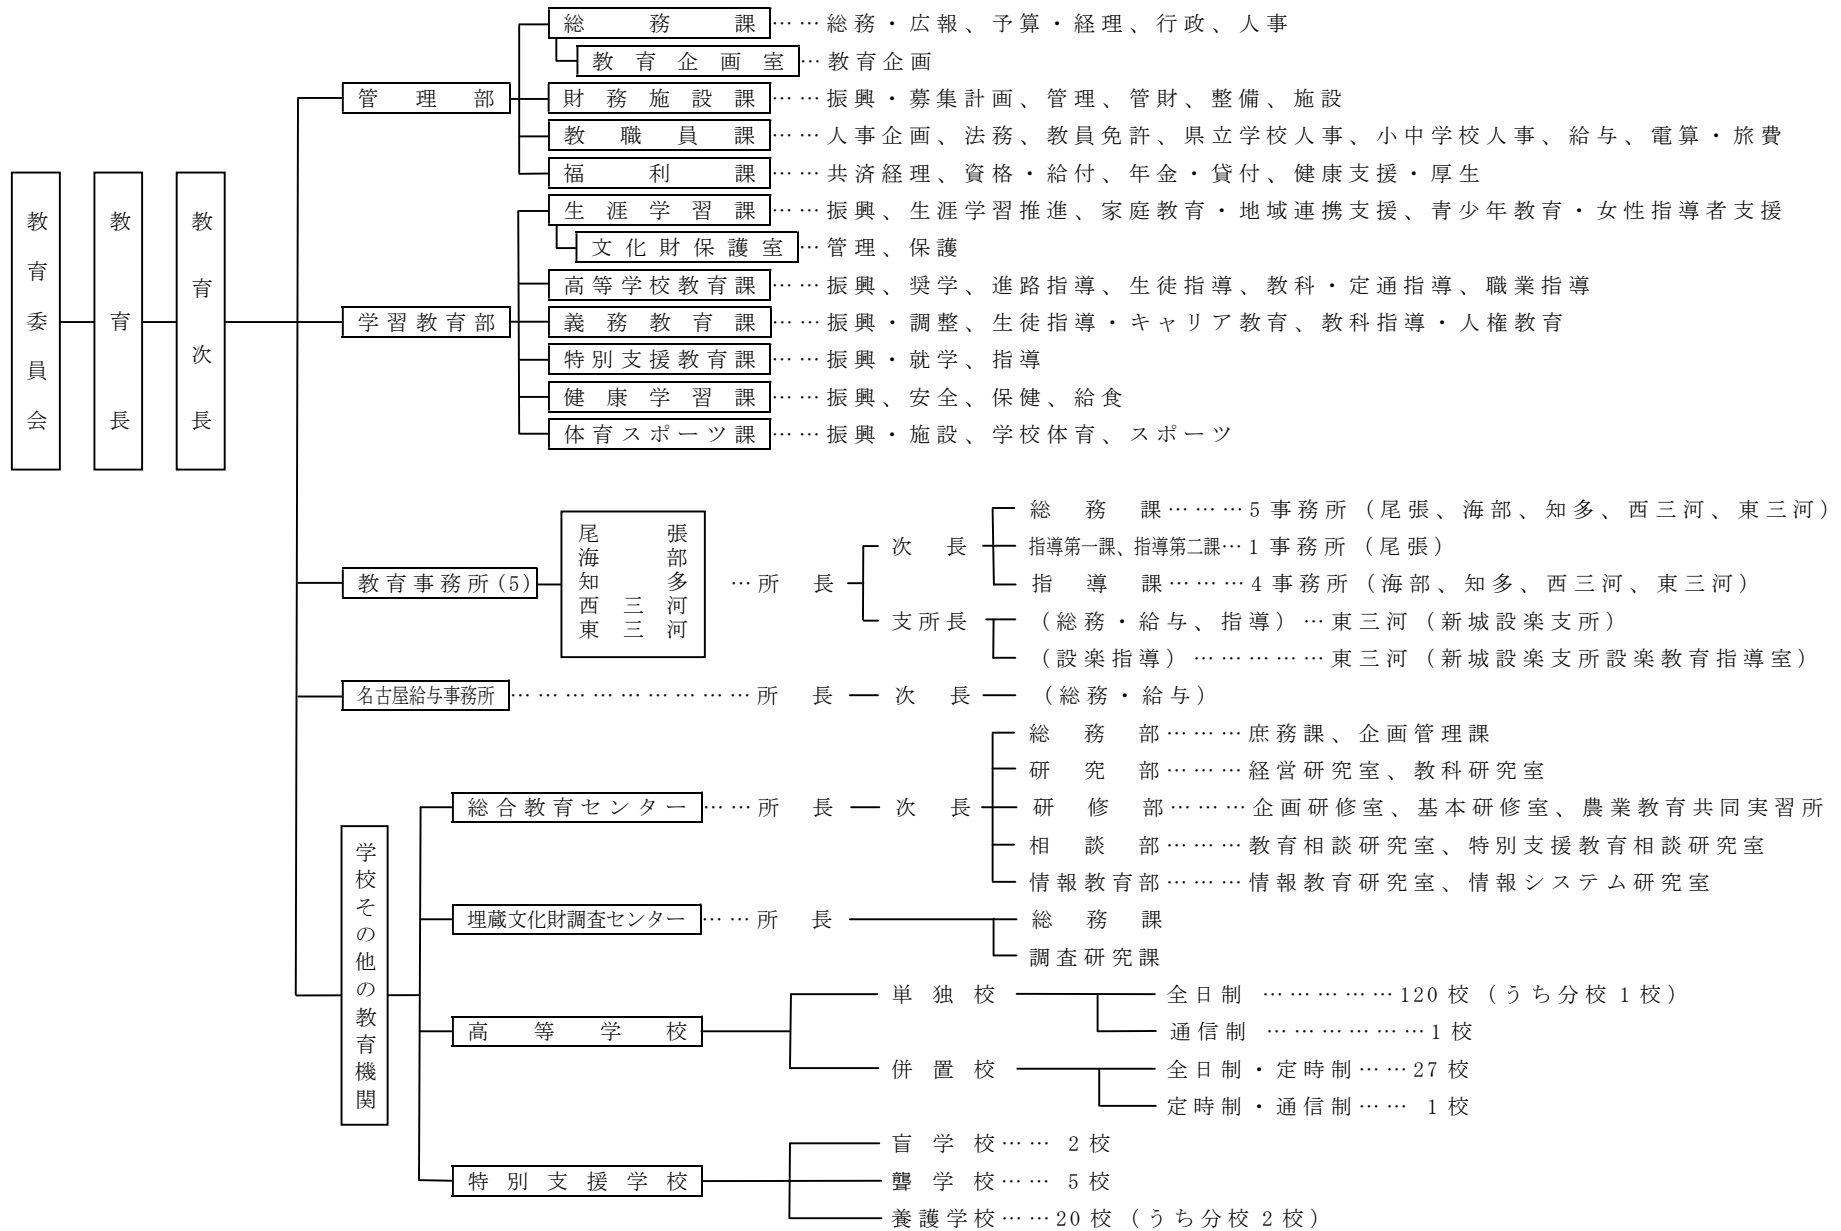 教育委員会
教育長
教育次長
管理部
総務課……総務・広報、予算・経理、行政、人事
教育企画室…教育企画
財務施設課……振興・募集計画、管理、管財、整備、施設
教職員課……人事企画、法務、教員免許、県立学校人事、小中学校人事、給与、電算・旅費
福利課……共済経理、資格・給付、年金・貸付、健康支援・厚生
学習教育部
生涯学習課……振興、生涯学習推進、家庭教育・地域連携支援、青少年教育・女性指導者支援
文化財保護室…管理、保護
高等学校教育課……振興、奨学、進路指導、生徒指導、教科・定通指導、職業指導
義務教育課……振興・調整、生徒指導・キャリア教育、教科指導・人権教育
特別支援教育課……振興・就学、指導
健康学習課……振興、安全、保健、給食
体育スポーツ課……振興・施設、学校体育、スポーツ
教育事務所(5)
尾張
海部
知多
西三河
東三河
…所長
次長
総務課………5事務所(尾張、海部、知多、西三河、東三河)
指導第一課、指導第二課…1事務所(尾張)
指導課………4事務所(海部、知多、西三河、東三河)
支所長
(総務・給与、指導)…東三河(新城設楽支所)
(設楽指導)……………東三河(新城設楽支所設楽教育指導室)
名古屋給与事務所………………………所長 次長 (総務・給与)
学校その他の教育機関
総合教育センター……所長 次長
総務部………庶務課、企画管理課
研究部………経営研究室、教科研究室
研修部………企画研修室、基本研修室、農業教育共同実習所
相談部………教育相談研究室、特別支援教育相談研究室
情報教育部………情報教育研究室、情報システム研究室
埋蔵文化財調査センター……所長
総務課
調査研究課
高等学校
単独校
全日制……………120校(うち分校1校)
通信制………………1校
併置校
全日制・定時制……27校
定時制・通信制……1校
特別支援学校
盲学校……2校
聾学校……5校
養護学校……20校(うち分校2校)